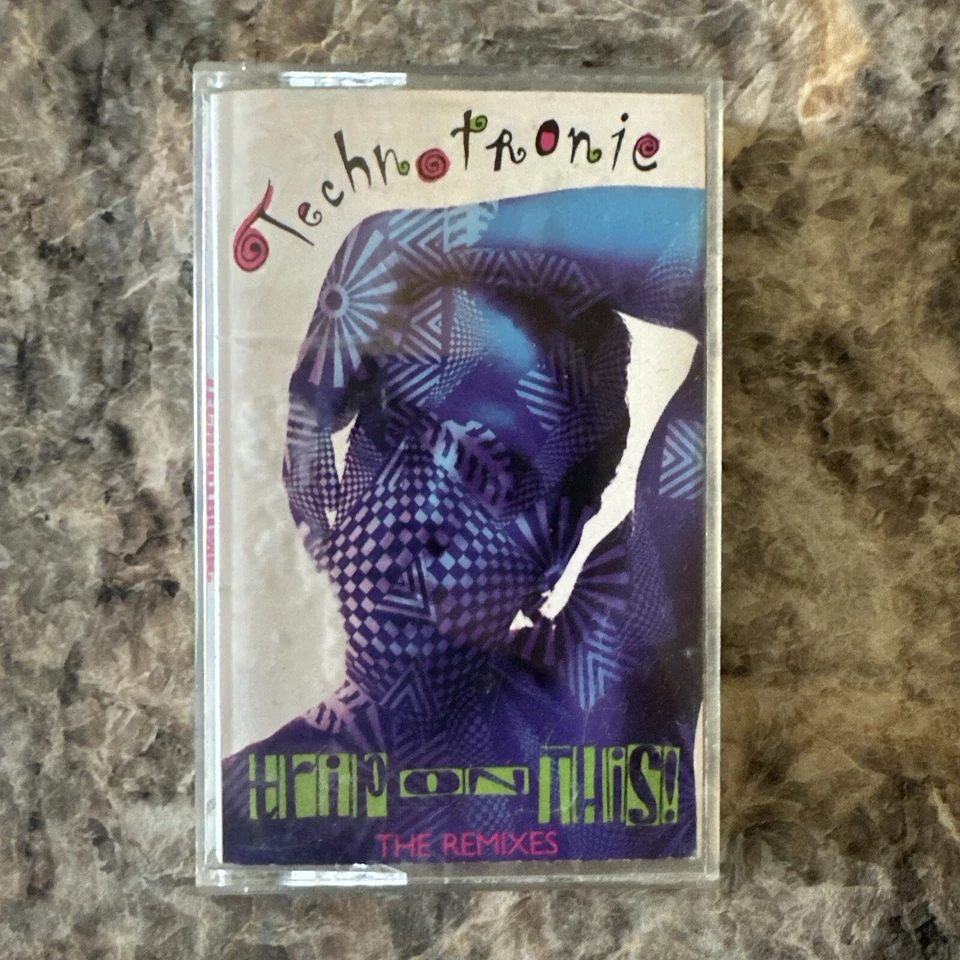 Technotronic
trip on This!
THE REMIXES